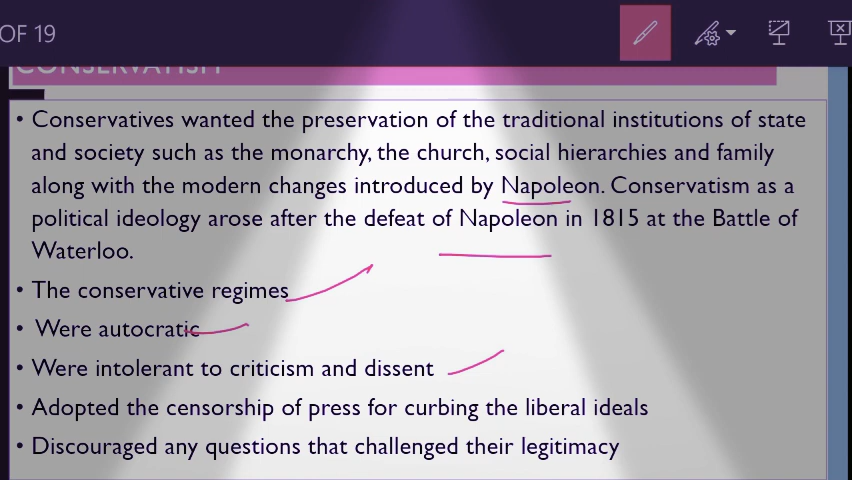 OF 19
CONSERVATISM
• Conservatives wanted the preservation of the traditional institutions of state
and society such as the monarchy, the church, social hierarchies and family
along with the modern changes introduced by Napoleon. Conservatism as a
political ideology arose after the defeat of Napoleon in 1815 at the Battle of
Waterloo.
• The conservative regimes
• Were autocratic
• Were intolerant to criticism and dissent
• Adopted the censorship of press for curbing the liberal ideals
• Discouraged any questions that challenged their legitimacy